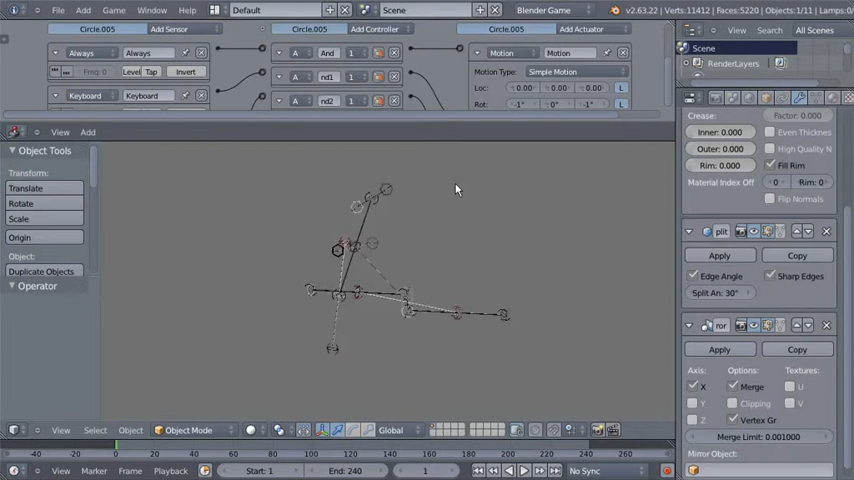 File Add Game Window Help Default Scene Blender Game v2.63.22 | Verts:11412 | Faces:5220 | Objects:1/11 |
Circle.005 Add Sensor Circle.005 Add Controller Circle.005 Add Actuator
View Search All Scenes
Always Always A And 1 Motion Motion
Scene
Freq: 0 Level Tap Invert A nd1 1 Motion Type: Simple Motion
RenderLayers
Keyboard Keyboard A nd2 1 Loc: 0.00 0.00 0.00 L
Rot: -1° 0° -1° L
Crease: Factor: 0.000
View Add Inner: 0.000 Even Thicknes
Object Tools Outer: 0.000 High Quality N
Transform: Rim: 0.000 Fill Rim
Translate Material Index Off 0 Rim: 0
Rotate Flip Normals
Scale
Origin plit
Object: Apply Copy
Duplicate Objects Edge Angle Sharp Edges
Operator Split An: 30°
ror
Apply Copy
Axis: Options: Textures:
X Merge U
Y Clipping V
Z Vertex Gr
View Select Object Object Mode Global
Merge Limit: 0.001000
-40 -20 0 20 40 60 80 100 120 140 160 180 200 220 240 260
Mirror Object:
View Marker Frame Playback Start: 1 End: 240 1 No Sync